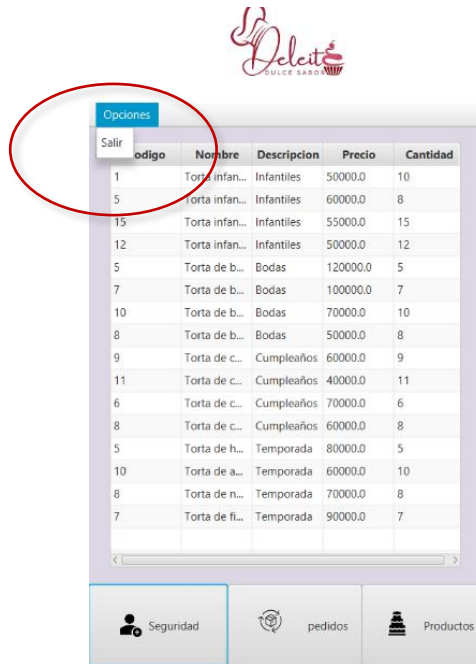 Deleite
DULCE SABOR
Opciones
Salir
odigo Nombre Descripcion Precio Cantidad
1 Torta infan... Infantiles 50000.0 10
5 Torta infan... Infantiles 60000.0 8
15 Torta infan... Infantiles 55000.0 15
12 Torta infan... Infantiles 50000.0 12
5 Torta de b... Bodas 120000.0 5
7 Torta de b... Bodas 100000.0 7
10 Torta de b... Bodas 70000.0 10
8 Torta de b... Bodas 50000.0 8
9 Torta de c... Cumpleaños 60000.0 9
11 Torta de c... Cumpleaños 40000.0 11
6 Torta de c... Cumpleaños 70000.0 6
8 Torta de c... Cumpleaños 60000.0 8
5 Torta de h... Temporada 80000.0 5
10 Torta de a... Temporada 60000.0 10
8 Torta de n... Temporada 70000.0 8
7 Torta de fi... Temporada 90000.0 7
Seguridad pedidos Productos